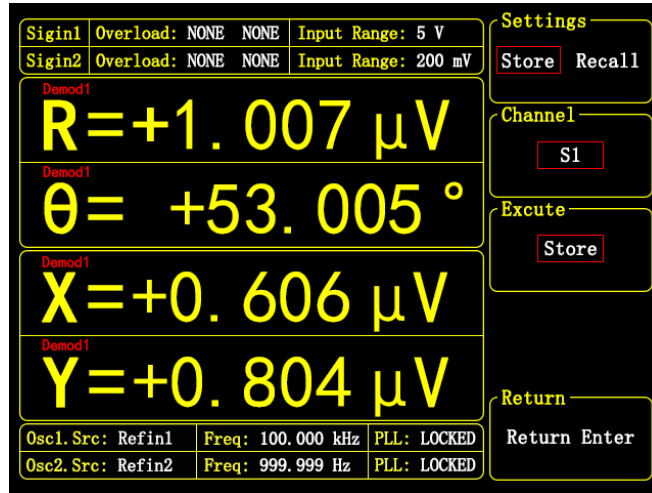 Sigin1 Overload: NONE NONE Input Range: 5 V
Sigin2 Overload: NONE NONE Input Range: 200 mV
Demod1
R=+1.007 μV
Demod1
θ= +53.005 °
Demod1
X=+0.606 μV
Demod1
Y=+0.804 μV
Osc1.Src: Refin1 Freq: 100.000 kHz PLL: LOCKED
Osc2.Src: Refin2 Freq: 999.999 Hz PLL: LOCKED
Settings
Store Recall
Channel
S1
Excute
Store
Return
Return Enter